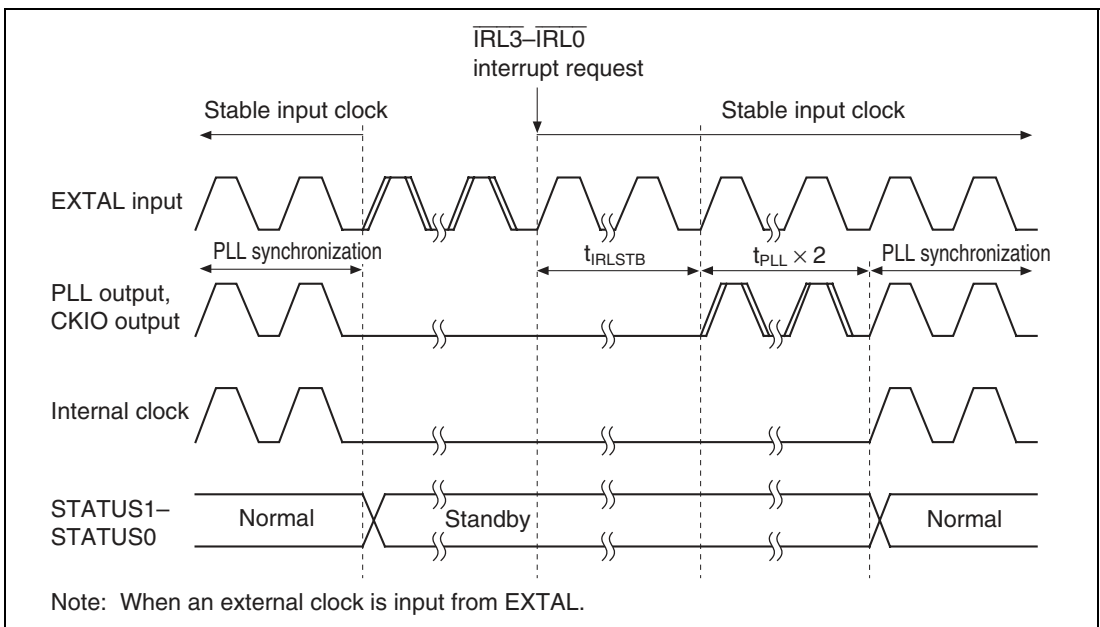 IRL3–IRL0
interrupt request
Stable input clock
Stable input clock
EXTAL input
PLL synchronization
tIRLSTB
tPLL × 2
PLL synchronization
PLL output,
CKIO output
Internal clock
STATUS1–
STATUS0
Normal
Standby
Normal
Note: When an external clock is input from EXTAL.